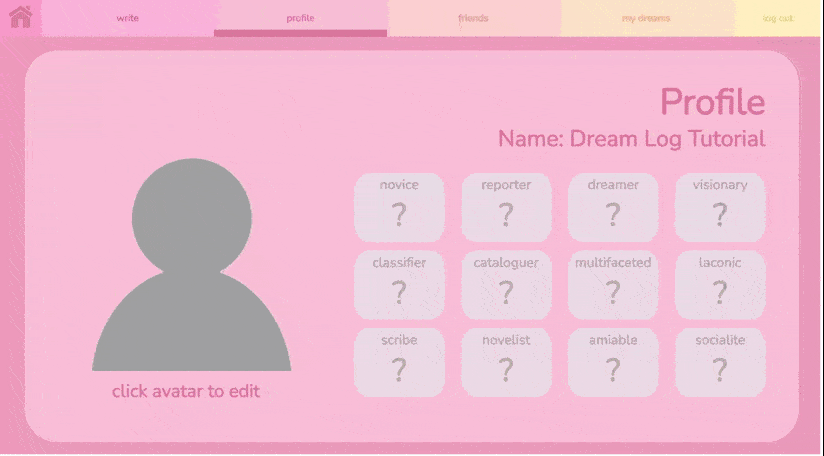 write profile friends my dreams log out
Profile
Name: Dream Log Tutorial
novice reporter dreamer visionary
? ? ? ?
classifier cataloguer multifaceted laconic
? ? ? ?
scribe novelist amiable socialite
? ? ? ?
click avatar to edit